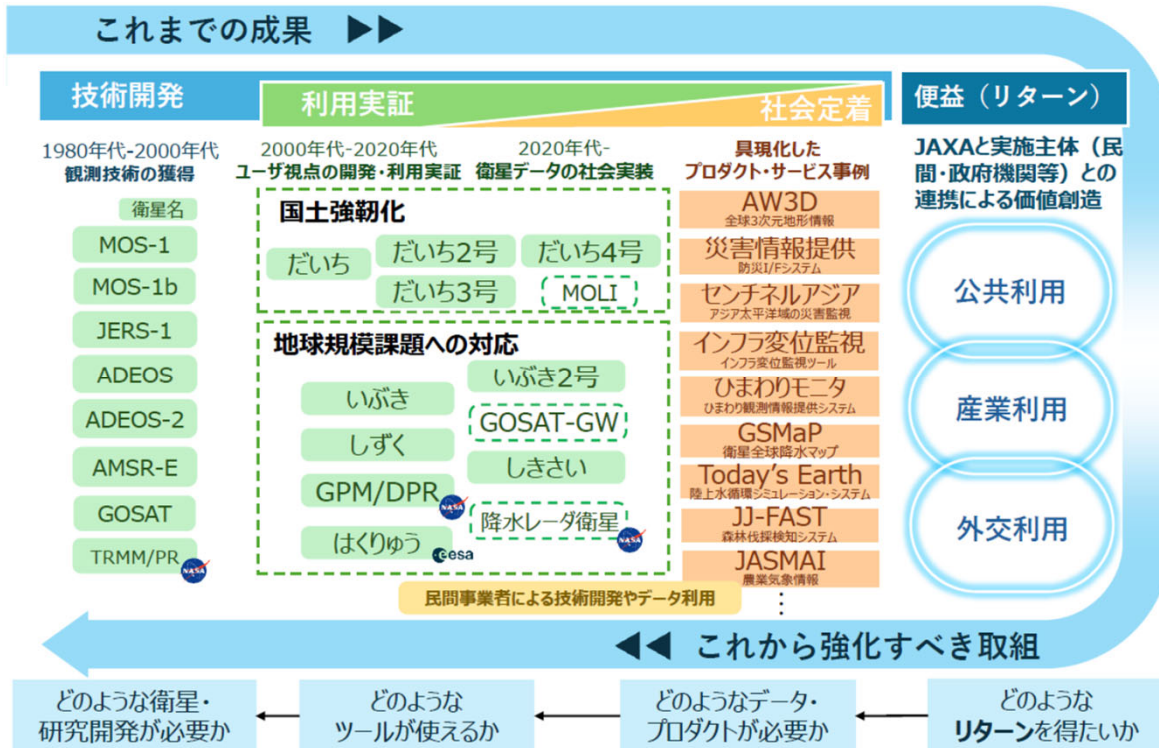 これまでの成果 ▶▶
技術開発
利用実証
社会定着
便益（リターン）
1980年代-2000年代
観測技術の獲得
衛星名
MOS-1
MOS-1b
JERS-1
ADEOS
ADEOS-2
AMSR-E
GOSAT
TRMM/PR
NASA
2000年代-2020年代
ユーザ視点の開発・利用実証
2020年代-
衛星データの社会実装
国土強靭化
だいち
だいち2号
だいち3号
だいち4号
MOLI
地球規模課題への対応
いぶき
しずく
GPM/DPR
NASA
はくりゅう
esa
いぶき2号
GOSAT-GW
しきさい
降水レーダ衛星
NASA
民間事業者による技術開発やデータ利用
具現化した
プロダクト・サービス事例
AW3D
全球3次元地形情報
災害情報提供
防災I/Fシステム
センチネルアジア
アジア太平洋域の災害監視
インフラ変位監視
インフラ変位監視ツール
ひまわりモニタ
ひまわり観測情報提供システム
GSMaP
衛星全球降水マップ
Today's Earth
陸上水循環シミュレーション・システム
JJ-FAST
森林伐採検知システム
JASMAI
農業気象情報
⋮
JAXAと実施主体（民
間・政府機関等）との
連携による価値創造
公共利用
産業利用
外交利用
◀◀ これから強化すべき取組
どのような衛星・
研究開発が必要か
どのような
ツールが使えるか
どのようなデータ・
プロダクトが必要か
どのような
リターンを得たいか